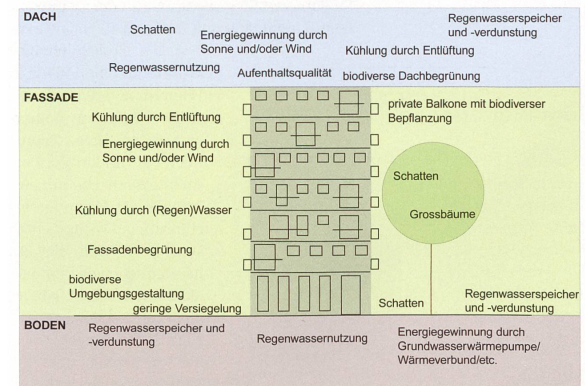 DACH
Schatten
Energiegewinnung durch
Sonne und/oder Wind
Regenwasserspeicher
und -verdunstung
Kühlung durch Entlüftung
Regenwassernutzung
Aufenthaltsqualität
biodiverse Dachbegrünung
FASSADE
Kühlung durch Entlüftung
private Balkone mit biodiverser
Bepflanzung
Energiegewinnung durch
Sonne und/oder Wind
Schatten
Grossbäume
Kühlung durch (Regen)Wasser
Fassadenbegrünung
biodiverse
Umgebungsgestaltung
geringe Versiegelung
Schatten
Regenwasserspeicher
und -verdunstung
BODEN
Regenwasserspeicher und
-verdunstung
Regenwassernutzung
Energiegewinnung durch
Grundwasserwärmepumpe/
Wärmeverbund/etc.